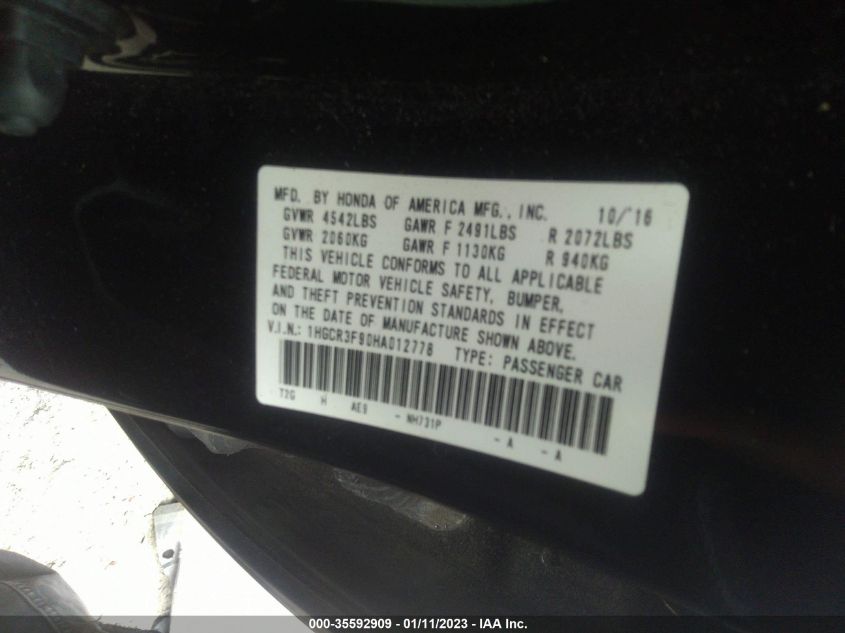 MFD. BY HONDA OF AMERICA MFG., INC. 10/16
GVWR 4542LBS GAWR F 2491LBS R 2072LBS
GVWR 2060KG GAWR F 1130KG R 940KG
THIS VEHICLE CONFORMS TO ALL APPLICABLE
FEDERAL MOTOR VEHICLE SAFETY, BUMPER,
AND THEFT PREVENTION STANDARDS IN EFFECT
ON THE DATE OF MANUFACTURE SHOWN ABOVE.
V.I.N.: 1HGCR3F90HA012778 TYPE: PASSENGER CAR
T2G H AE9 - NH731P - A - A
000-35592909 - 01/11/2023 - IAA Inc.